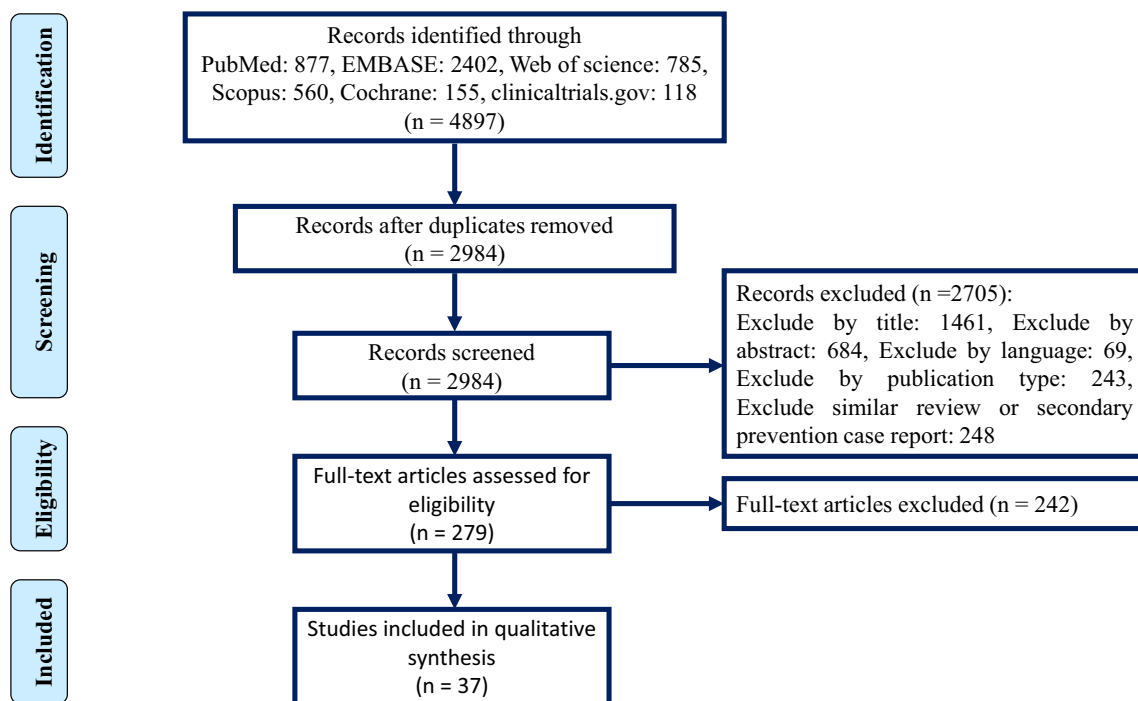 Identification
Records identified through
PubMed: 877, EMBASE: 2402, Web of science: 785,
Scopus: 560, Cochrane: 155, clinicaltrials.gov: 118
(n = 4897)
Screening
Records after duplicates removed
(n = 2984)
Records screened
(n = 2984)
Records excluded (n =2705):
Exclude by title: 1461, Exclude by
abstract: 684, Exclude by language: 69,
Exclude by publication type: 243,
Exclude similar review or secondary
prevention case report: 248
Eligibility
Full-text articles assessed for
eligibility
(n = 279)
Full-text articles excluded (n = 242)
Included
Studies included in qualitative
synthesis
(n = 37)